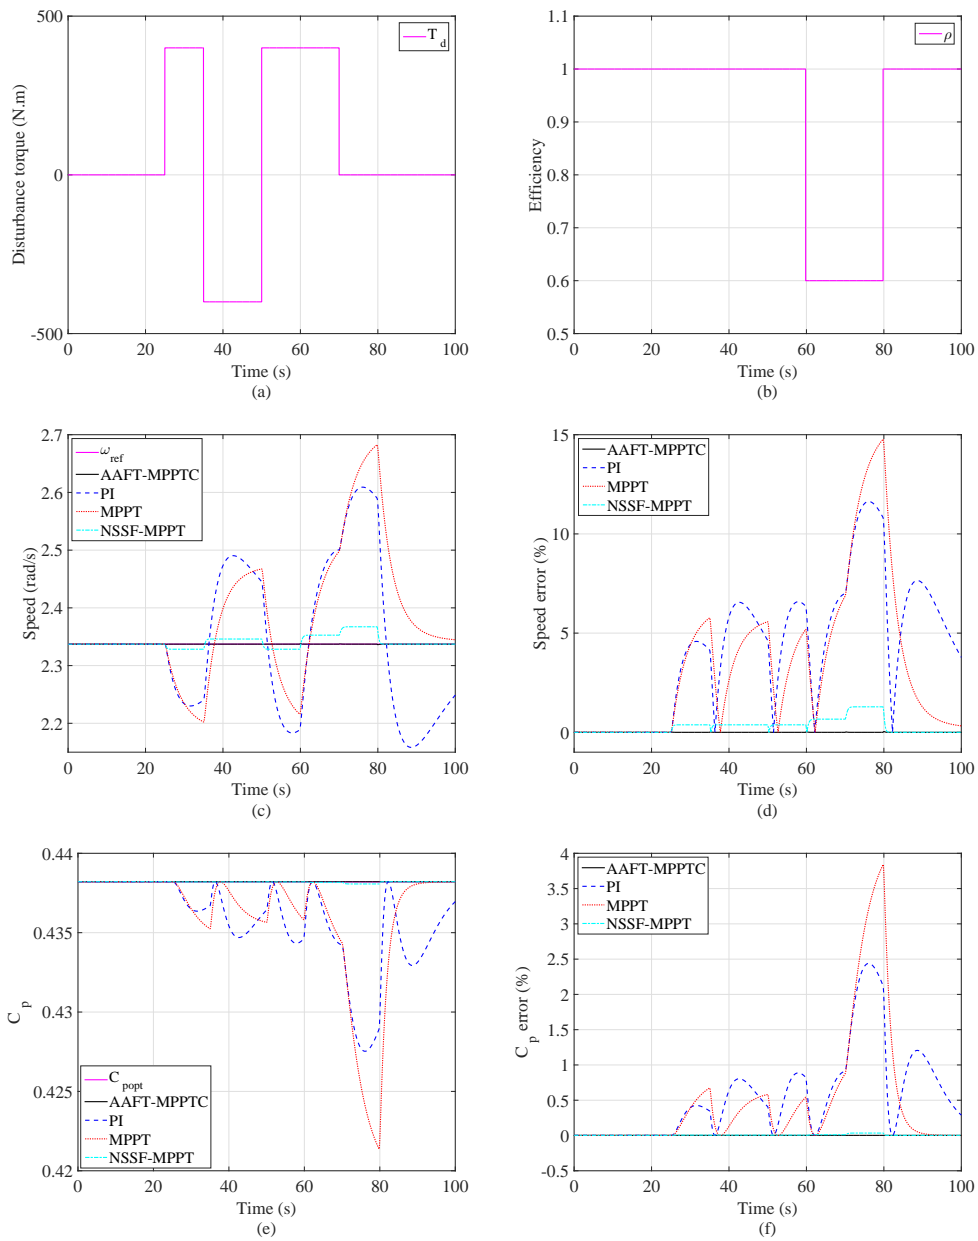 500
0
-500
Disturbance torque (N.m)
T d
0 20 40 60 80 100
Time (s)
(a)
1.1
1
0.9
0.8
0.7
0.6
0.5
Efficiency
ρ
0 20 40 60 80 100
Time (s)
(b)
2.7
2.6
2.5
2.4
2.3
2.2
Speed (rad/s)
ω ref
AAFT-MPPTC
PI
MPPT
NSSF-MPPT
0 20 40 60 80 100
Time (s)
(c)
15
10
5
0
Speed error (%)
AAFT-MPPTC
PI
MPPT
NSSF-MPPT
0 20 40 60 80 100
Time (s)
(d)
0.44
0.435
0.43
0.425
0.42
C p
C popt
AAFT-MPPTC
PI
MPPT
NSSF-MPPT
0 20 40 60 80 100
Time (s)
(e)
4
3.5
3
2.5
2
1.5
1
0.5
0
-0.5
C p error (%)
AAFT-MPPTC
PI
MPPT
NSSF-MPPT
0 20 40 60 80 100
Time (s)
(f)